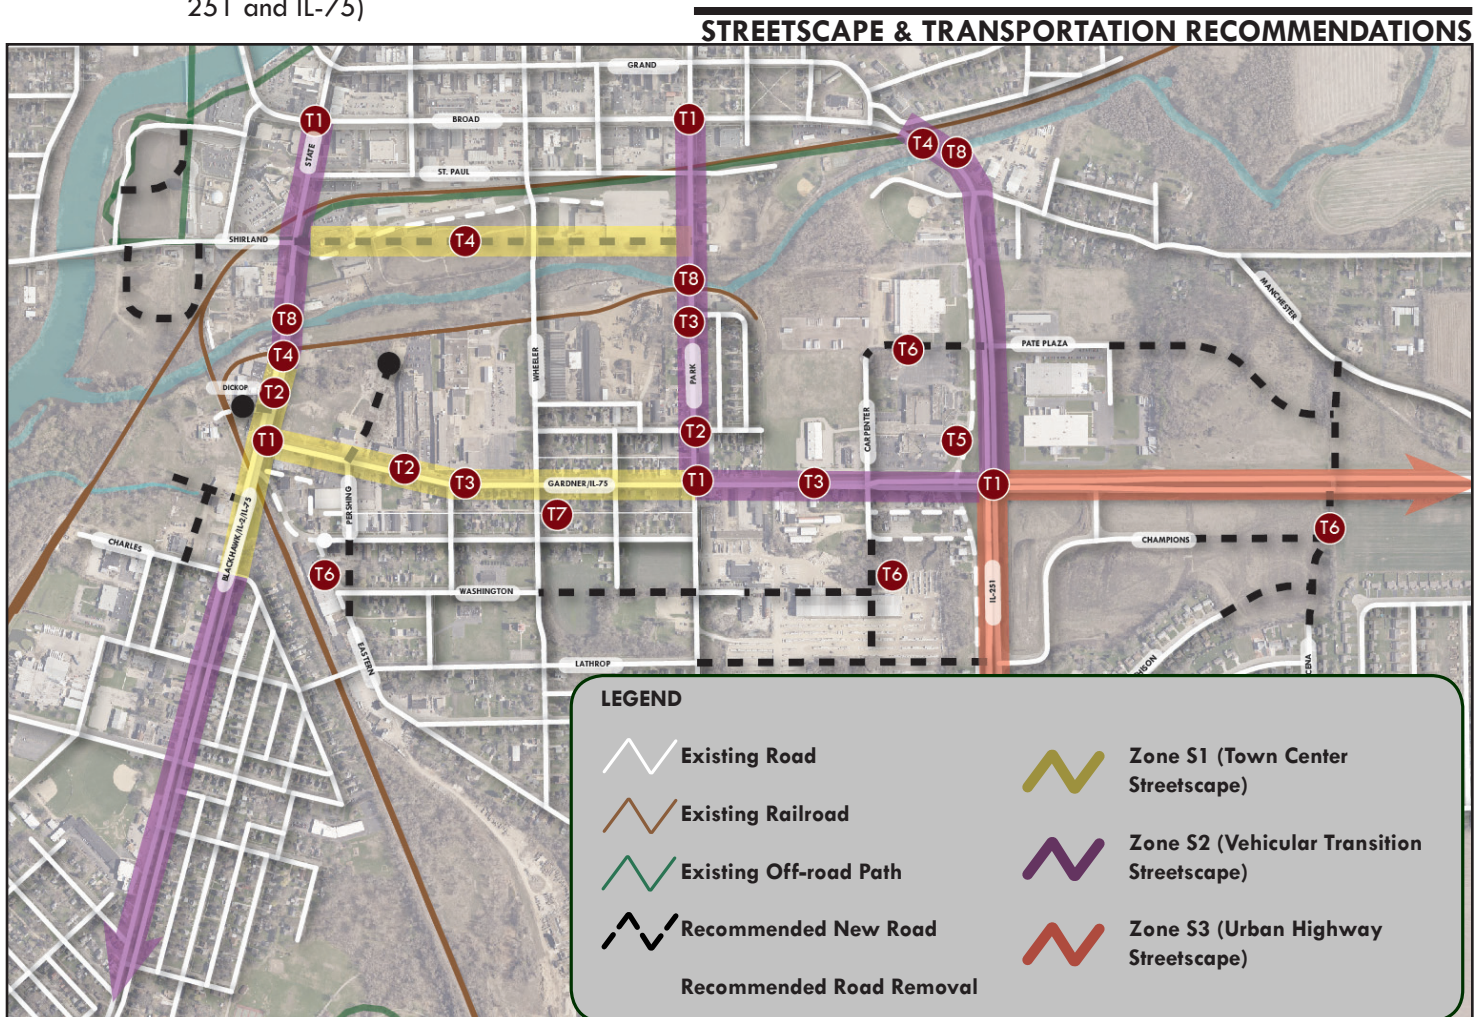 251 and IL-75)
STREETSCAPE & TRANSPORTATION RECOMMENDATIONS
GRAND
T1
BROAD
T1
STATE
T4
T8
ST. PAUL
SHIRLAND
T4
T8
MANCHESTER
T8
T3
T4
WHEELER
PARK
T6
PATE PLAZA
DICKOP
T2
CARPENTER
T1
T2
T5
T2
T3
GARDNER/IL-75
T1
T3
T1
PERSHING
BLACKHAWK/IL-2/IL-75
T7
T6
CHARLES
CHAMPIONS
T6
T6
WASHINGTON
IL-251
EASTERN
LATHROP
LEGEND
Existing Road
Existing Railroad
Existing Off-road Path
Recommended New Road
Recommended Road Removal
Zone S1 (Town Center
Streetscape)
Zone S2 (Vehicular Transition
Streetscape)
Zone S3 (Urban Highway
Streetscape)